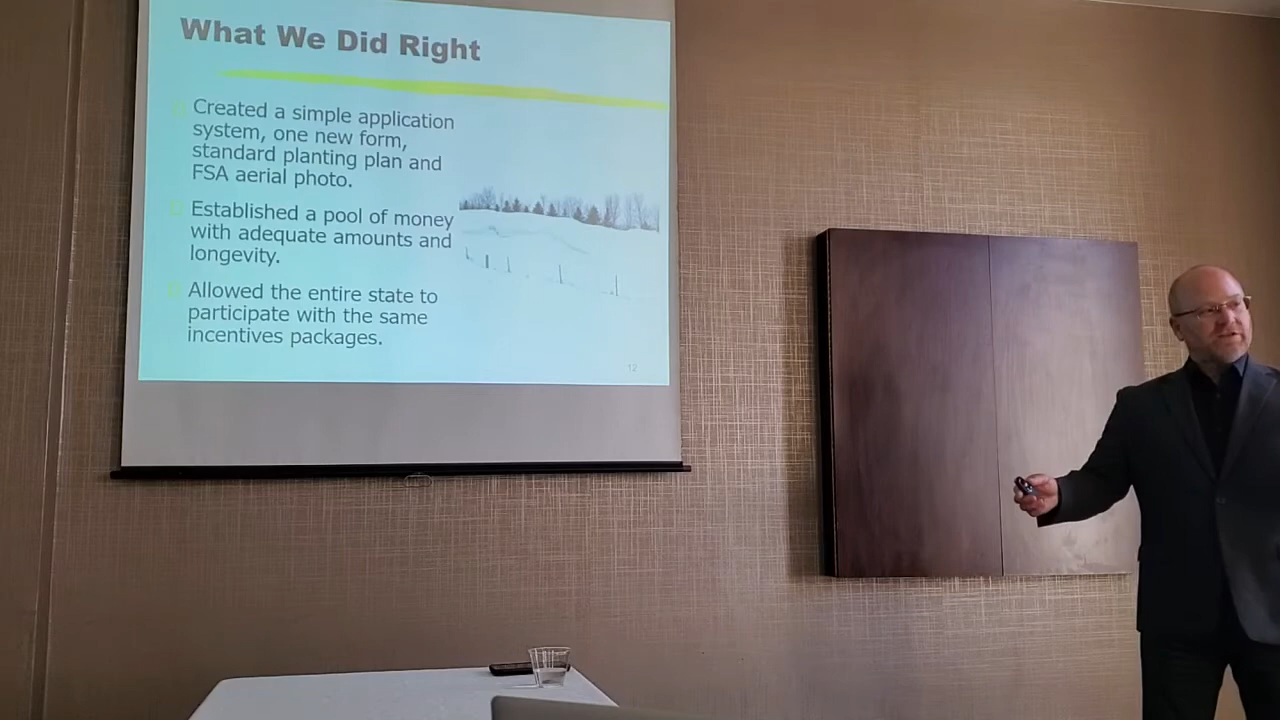 What We Did Right
Created a simple application
system, one new form,
standard planting plan and
FSA aerial photo.
Established a pool of money
with adequate amounts and
longevity.
Allowed the entire state to
participate with the same
incentives packages.
12